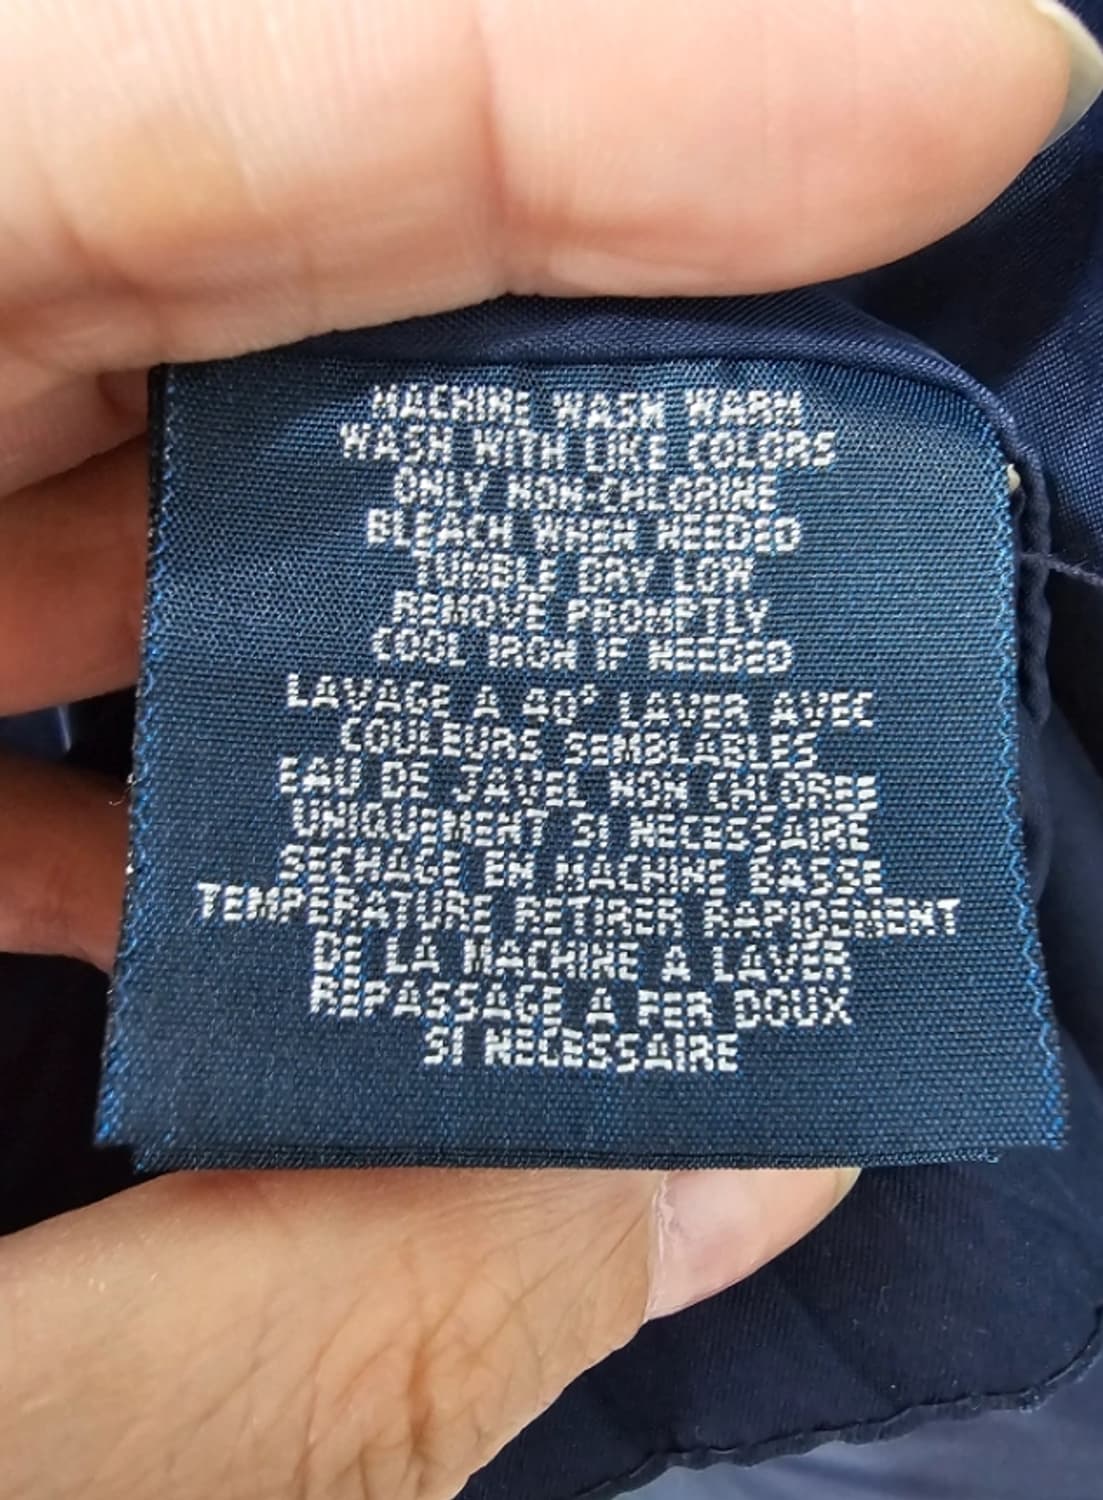 MACHINE WASH WARM
WASH WITH LIKE COLORS
ONLY NON-CHLORINE
BLEACH WHEN NEEDED
TUMBLE DRY LOW
REMOVE PROMPTLY
COOL IRON IF NEEDED
LAVAGE A 40° LAVER AVEC
COULEURS SEMBLABLES
EAU DE JAVEL NON CHLOREE
UNIQUEMENT SI NECESSAIRE
SECHAGE EN MACHINE BASSE
TEMPERATURE RETIRER RAPIDEMENT
DE LA MACHINE A LAVER
REPASSAGE A FER DOUX
SI NECESSAIRE